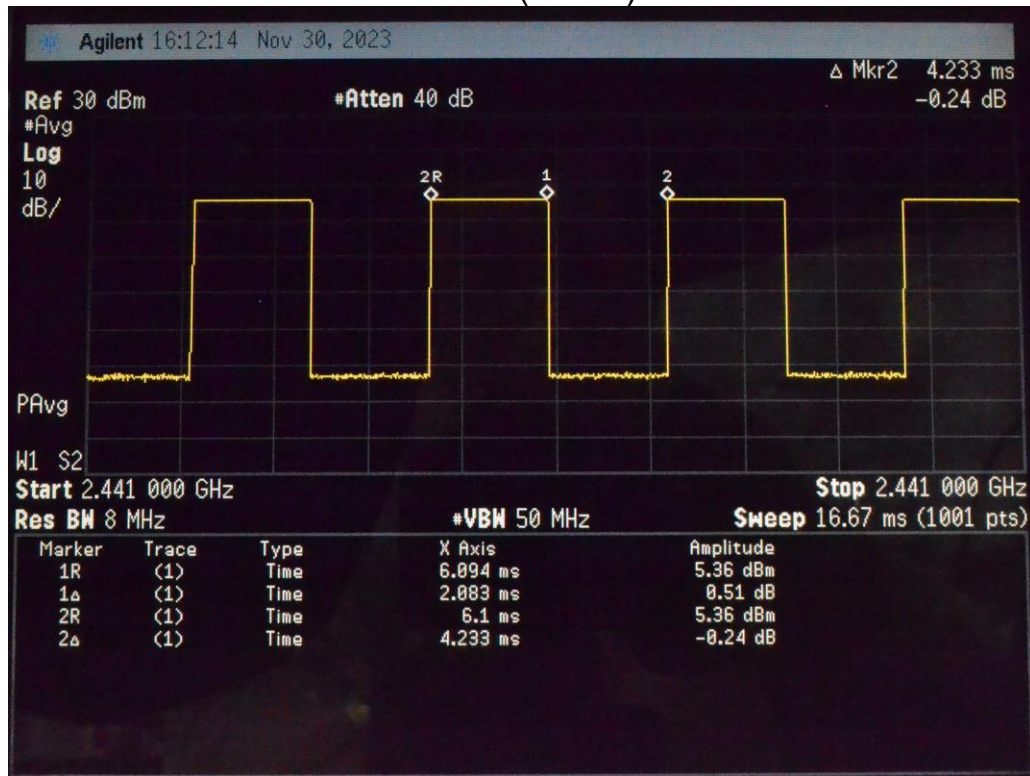 Agilent 16:12:14 Nov 30, 2023
Δ Mkr2 4.233 ms
Ref 30 dBm #Atten 40 dB -0.24 dB
#Avg
Log
10
dB/
2R 1 2
PAvg
W1 S2
Start 2.441 000 GHz Stop 2.441 000 GHz
Res BW 8 MHz #VBW 50 MHz Sweep 16.67 ms (1001 pts)
Marker Trace Type X Axis Amplitude
1R (1) Time 6.094 ms 5.36 dBm
1Δ (1) Time 2.083 ms 0.51 dB
2R (1) Time 6.1 ms 5.36 dBm
2Δ (1) Time 4.233 ms -0.24 dB